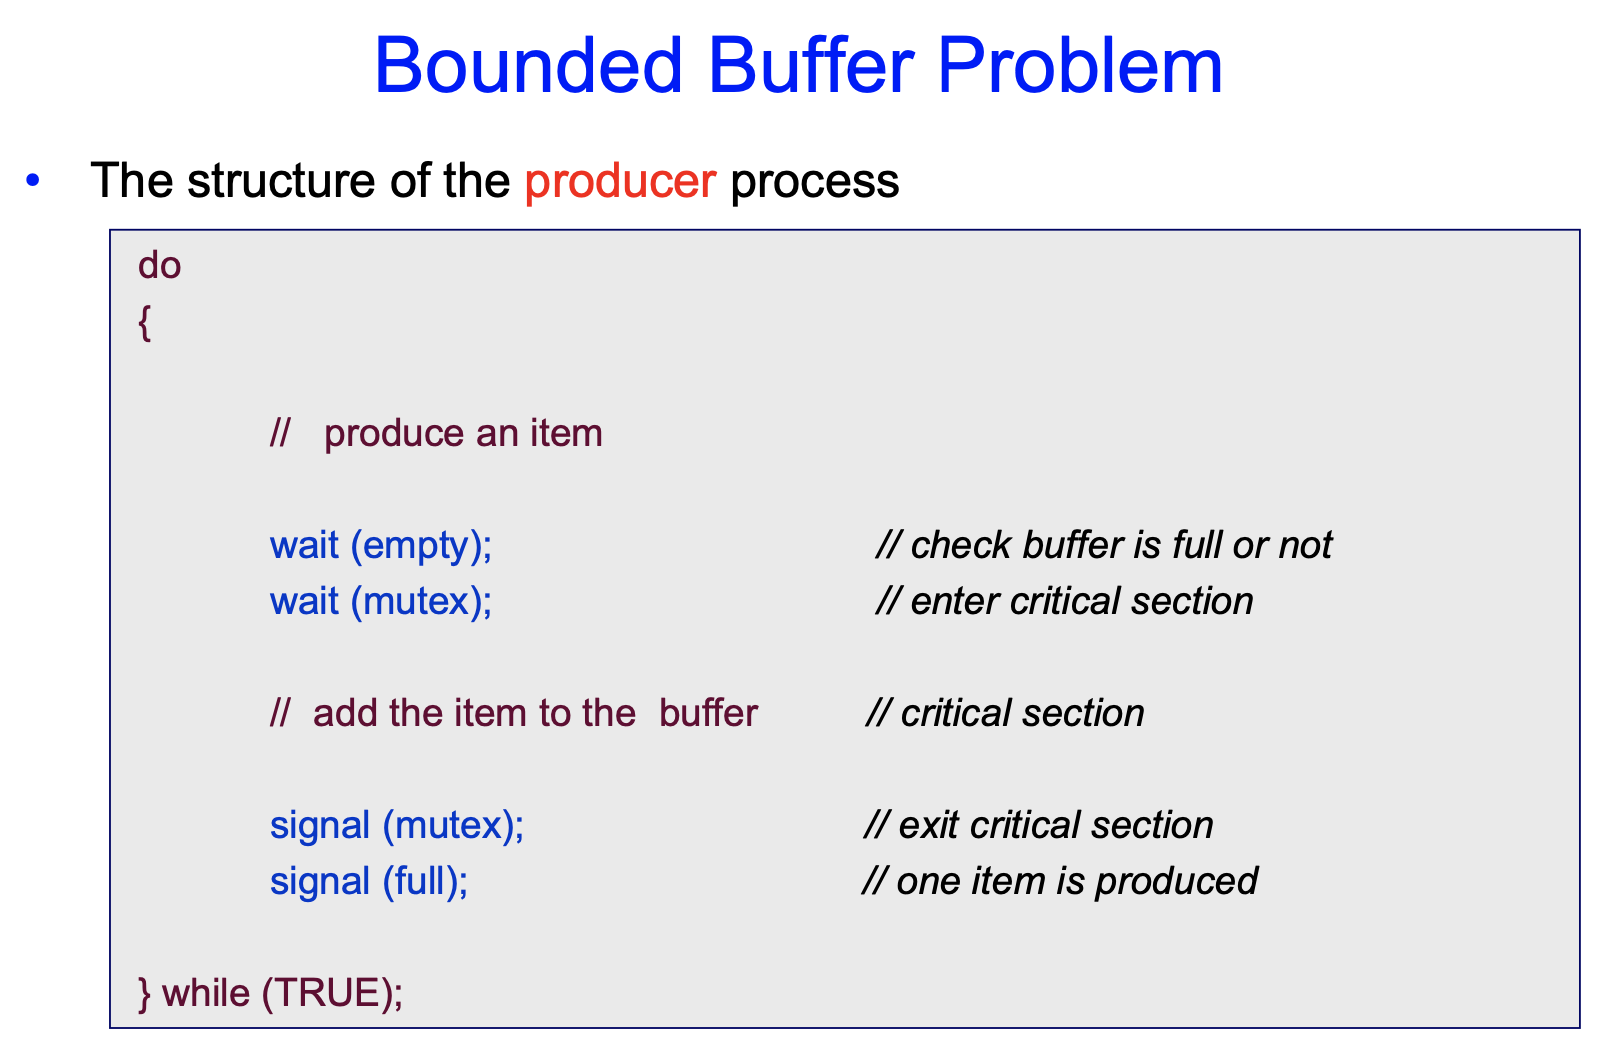 Bounded Buffer Problem
• The structure of the producer process
do
{
// produce an item
wait (empty); // check buffer is full or not
wait (mutex); // enter critical section
// add the item to the buffer // critical section
signal (mutex); // exit critical section
signal (full); // one item is produced
} while (TRUE);